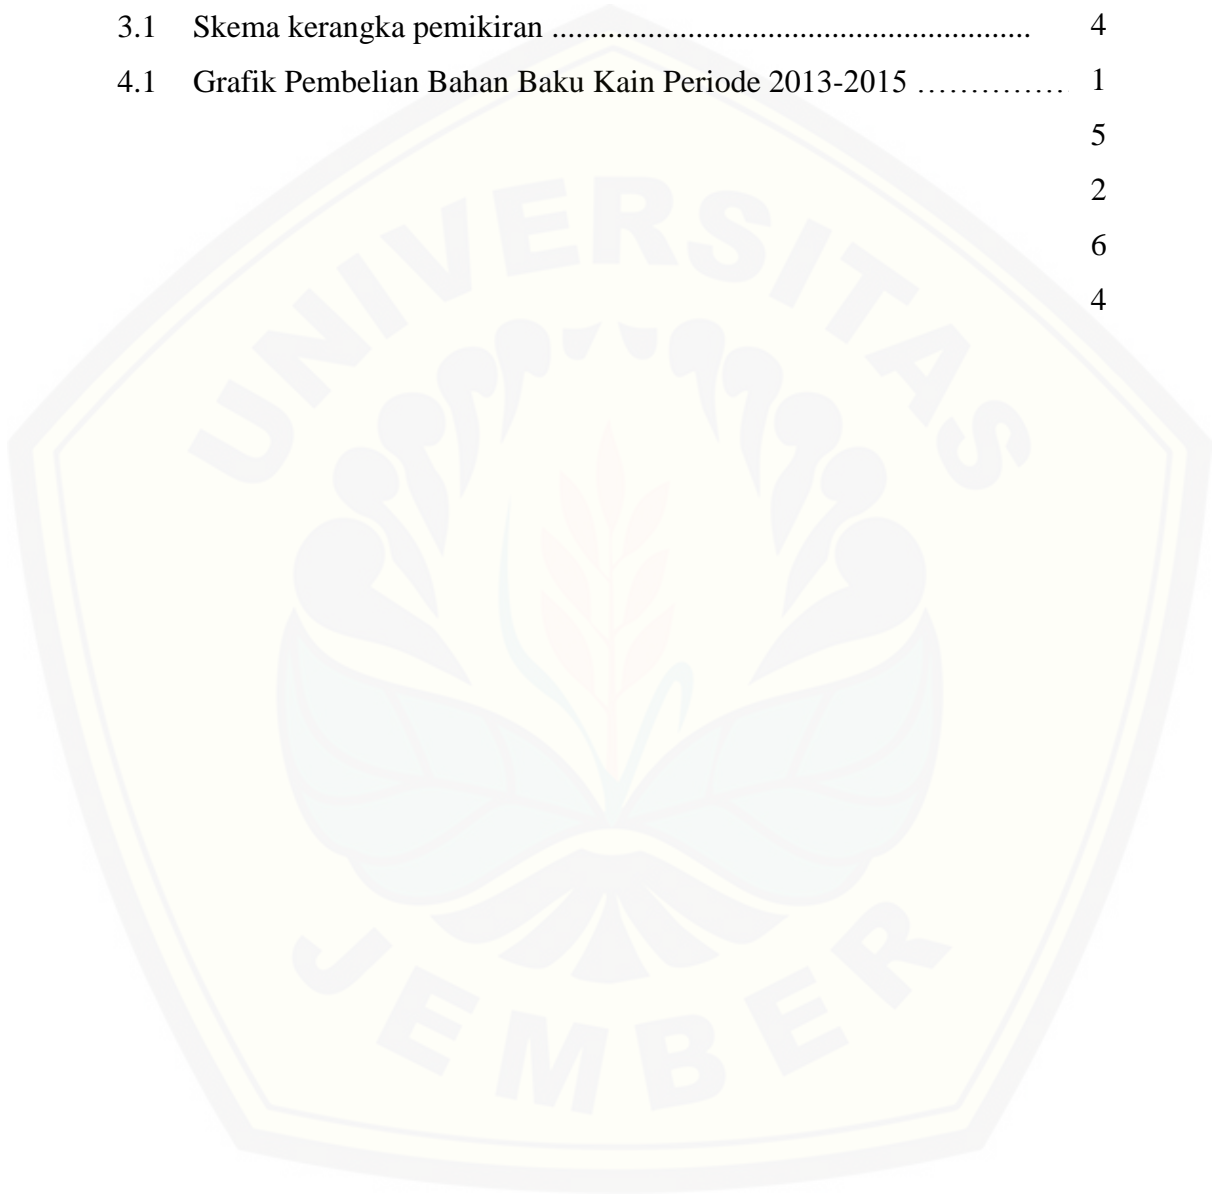 3.1 Skema kerangka pemikiran ............................................................ 4
4.1 Grafik Pembelian Bahan Baku Kain Periode 2013-2015 …………… 1
5
2
6
4
UNIVERSITAS
JEMBER